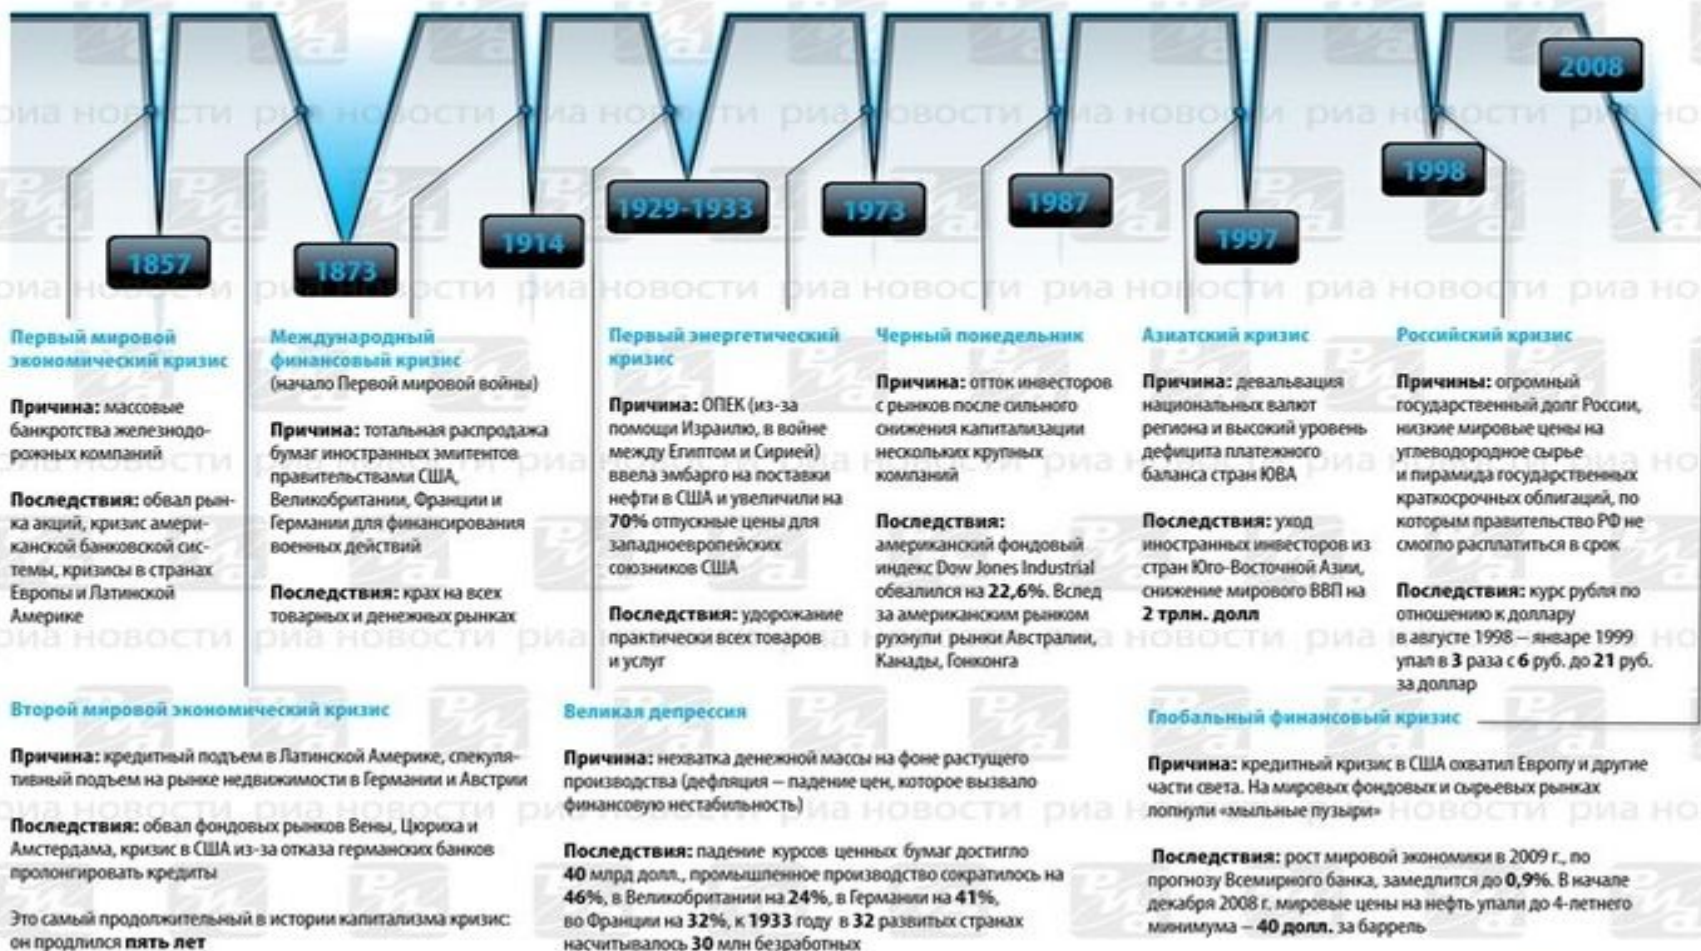 1857
1873
1914
1929-1933
1973
1987
1997
1998
2008
Первый мировой
экономический кризис
Причина: массовые
банкротства железнодо-
рожных компаний
Последствия: обвал рын-
ка акций, кризис амери-
канской банковской сис-
темы, кризисы в странах
Европы и Латинской
Америке
Международный
финансовый кризис
(начало Первой мировой войны)
Причина: тотальная распродажа
бумаг иностранных эмитентов
правительствами США,
Великобритании, Франции и
Германии для финансирования
военных действий
Последствия: крах на всех
товарных и денежных рынках
Первый энергетический
кризис
Причина: ОПЕК (из-за
помощи Израилю, в войне
между Египтом и Сирией)
ввела эмбарго на поставки
нефти в США и увеличили на
70% отпускные цены для
западноевропейских
союзников США
Последствия: удорожание
практически всех товаров
и услуг
Черный понедельник
Причина: отток инвесторов
с рынков после сильного
снижения капитализации
нескольких крупных
компаний
Последствия:
американский фондовый
индекс Dow Jones Industrial
обвалился на 22,6%. Вслед
за американским рынком
рухнули рынки Австралии,
Канады, Гонконга
Азиатский кризис
Причина: девальвация
национальных валют
региона и высокий уровень
дефицита платежного
баланса стран ЮВА
Последствия: уход
иностранных инвесторов из
стран Юго-Восточной Азии,
снижение мирового ВВП на
2 трлн. долл
Российский кризис
Причины: огромный
государственный долг России,
низкие мировые цены на
углеводородное сырье
и пирамида государственных
краткосрочных облигаций, по
которым правительство РФ не
смогло расплатиться в срок
Последствия: курс рубля по
отношению к доллару
в августе 1998 – январе 1999
упал в 3 раза с 6 руб. до 21 руб.
за доллар
Второй мировой экономический кризис
Причина: кредитный подъем в Латинской Америке, спекуля-
тивный подъем на рынке недвижимости в Германии и Австрии
Последствия: обвал фондовых рынков Вены, Цюриха и
Амстердама, кризис в США из-за отказа германских банков
пролонгировать кредиты
Это самый продолжительный в истории капитализма кризис:
он продлился пять лет
Великая депрессия
Причина: нехватка денежной массы на фоне растущего
производства (дефляция – падение цен, которое вызвало
финансовую нестабильность)
Последствия: падение курсов ценных бумаг достигло
40 млрд долл., промышленное производство сократилось на
46%, в Великобритании на 24%, в Германии на 41%,
во Франции на 32%, к 1933 году в 32 развитых странах
насчитывалось 30 млн безработных
Глобальный финансовый кризис
Причина: кредитный кризис в США охватил Европу и другие
части света. На мировых фондовых и сырьевых рынках
лопнули «мыльные пузыри»
Последствия: рост мировой экономики в 2009 г., по
прогнозу Всемирного банка, замедлится до 0,9%. В начале
декабря 2008 г. мировые цены на нефть упали до 4-летнего
минимума – 40 долл. за баррель